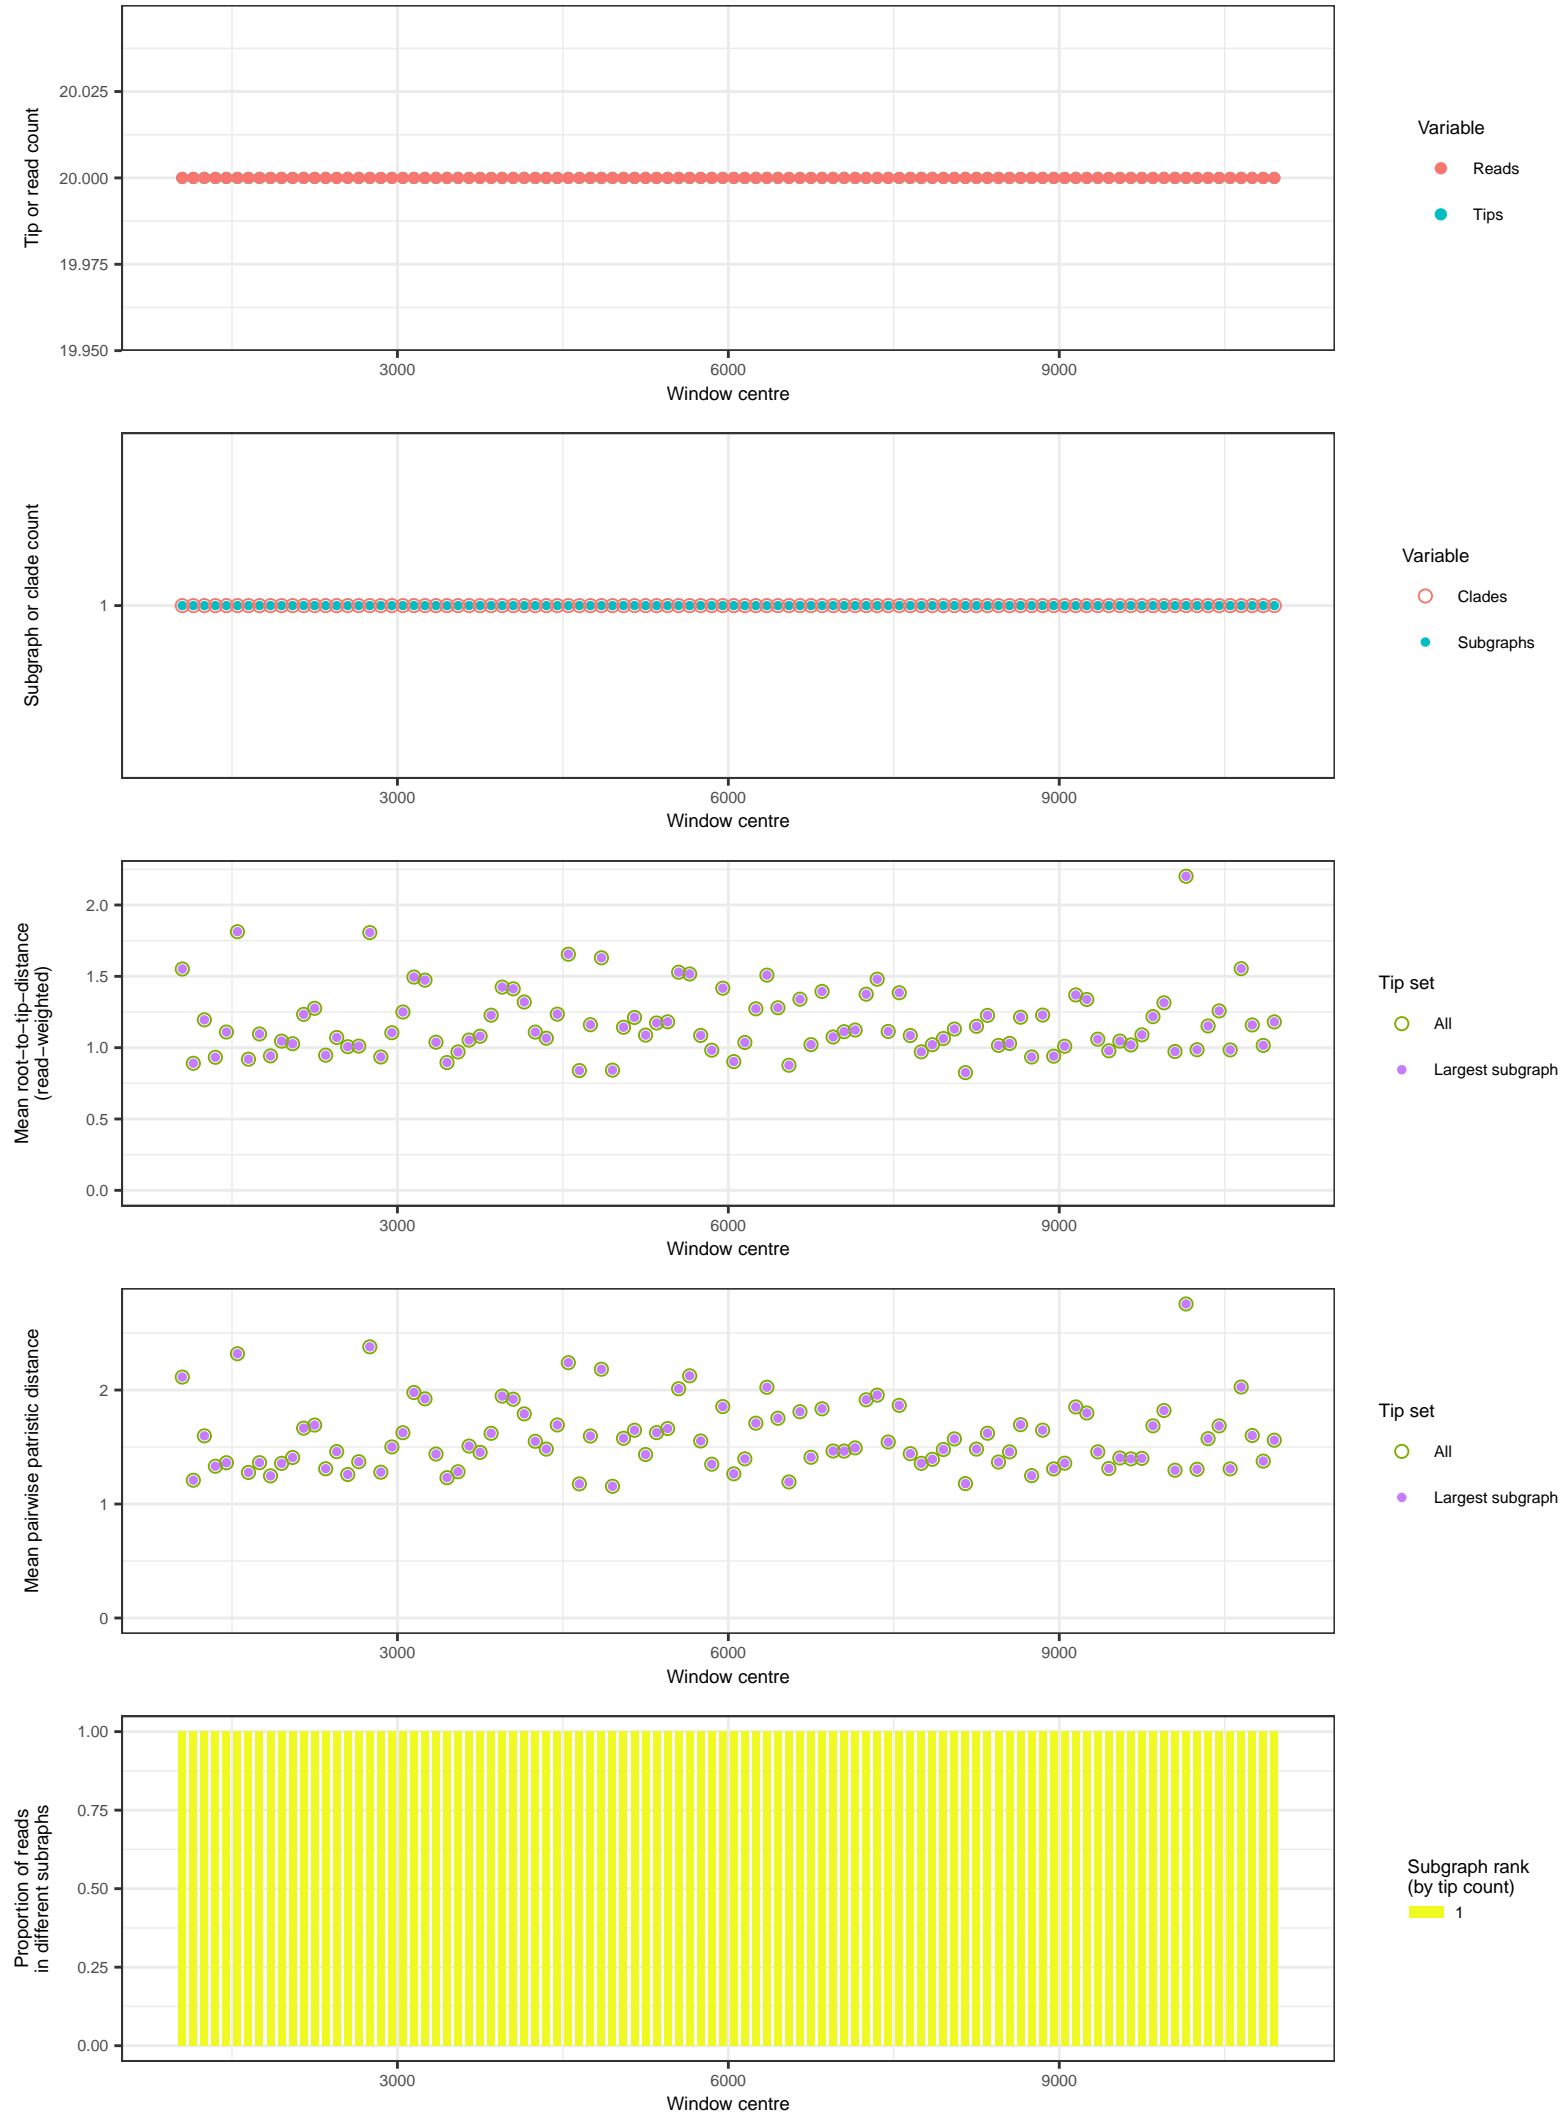 Tip or read count
20.025
20.000
19.975
19.950
3000
6000
9000
Window centre
Variable
Reads
Tips
Subgraph or clade count
1
3000
6000
9000
Window centre
Variable
Clades
Subgraphs
Mean root−to−tip−distance
(read−weighted)
2.0
1.5
1.0
0.5
0.0
3000
6000
9000
Window centre
Tip set
All
Largest subgraph
Mean pairwise patristic distance
2
1
0
3000
6000
9000
Window centre
Tip set
All
Largest subgraph
Proportion of reads
in different subraphs
1.00
0.75
0.50
0.25
0.00
3000
6000
9000
Window centre
Subgraph rank
(by tip count)
1